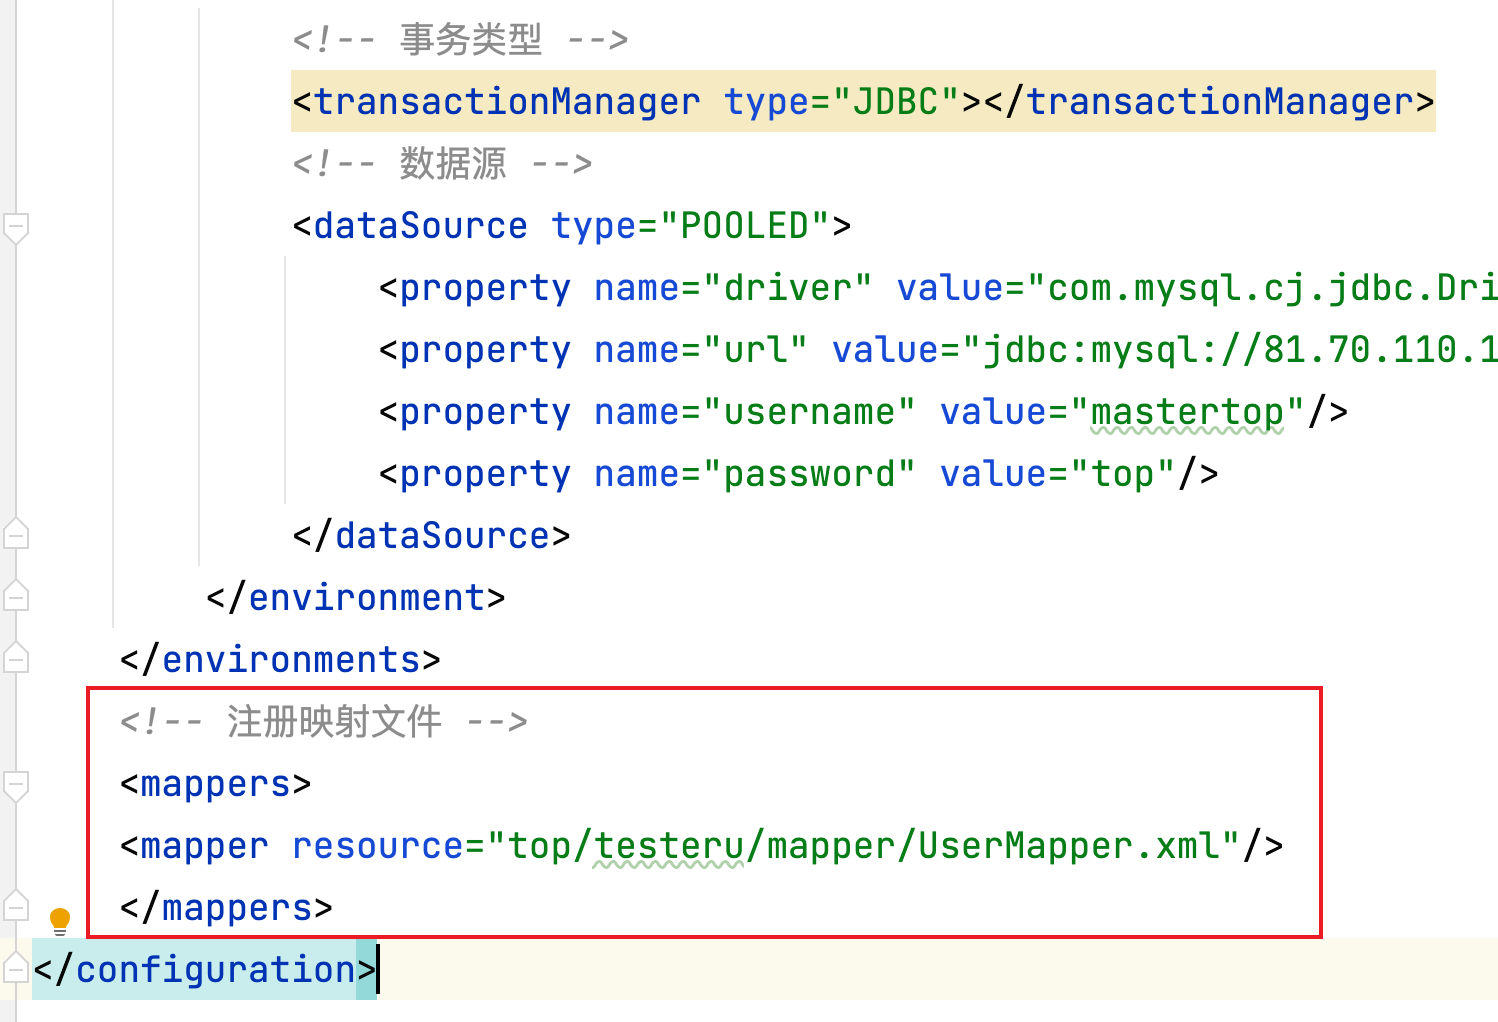 <!-- 事务类型 -->
<transactionManager type="JDBC"></transactionManager>
<!-- 数据源 -->
<dataSource type="POOLED">
<property name="driver" value="com.mysql.cj.jdbc.Dri
<property name="url" value="jdbc:mysql://81.70.110.1
<property name="username" value="mastertop"/>
<property name="password" value="top"/>
</dataSource>
</environment>
</environments>
<!-- 注册映射文件 -->
<mappers>
<mapper resource="top/testeru/mapper/UserMapper.xml"/>
</mappers>
</configuration>